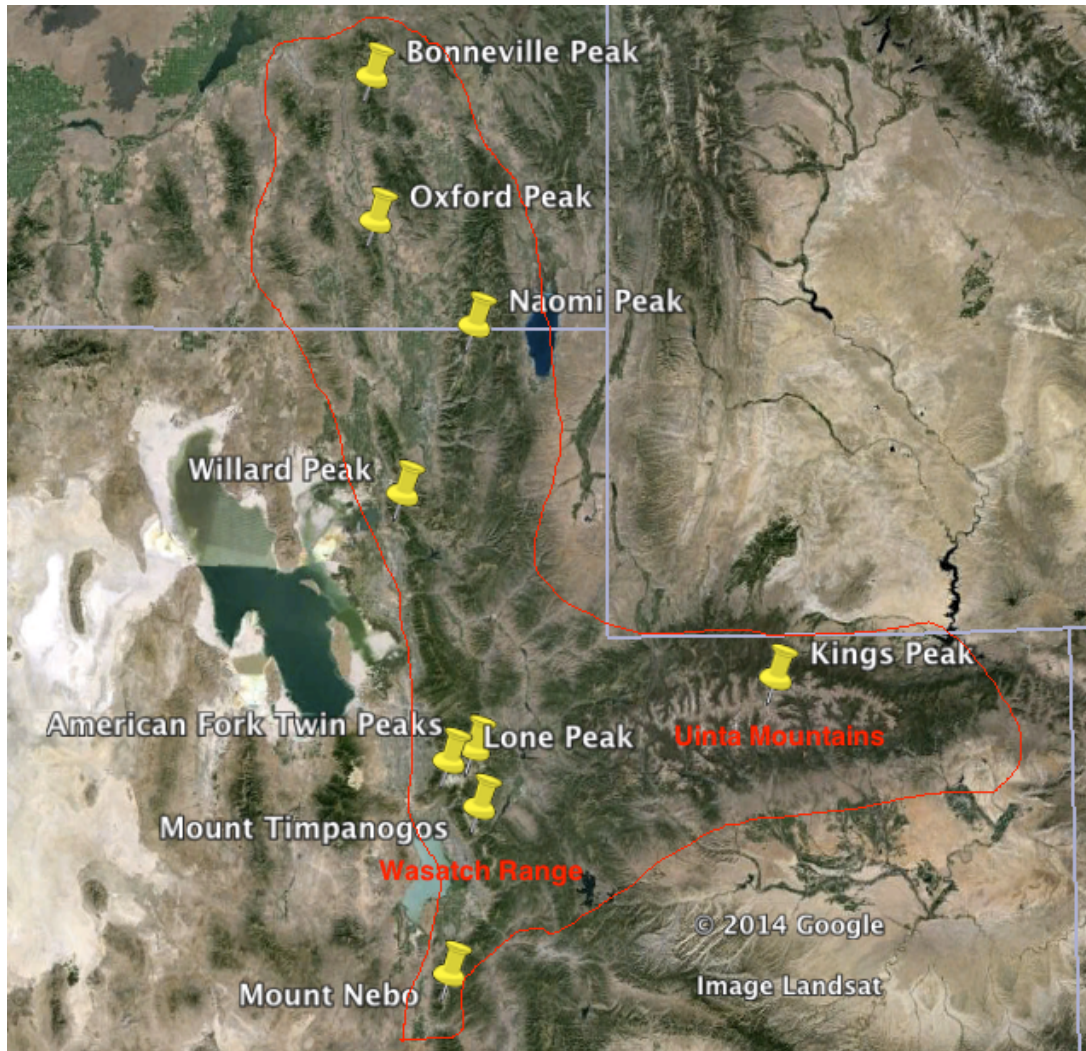 Bonneville Peak
Oxford Peak
Naomi Peak
Willard Peak
Kings Peak
American Fork Twin Peaks
Lone Peak
Uinta Mountains
Mount Timpanogos
Wasatch Range
© 2014 Google
Image Landsat
Mount Nebo